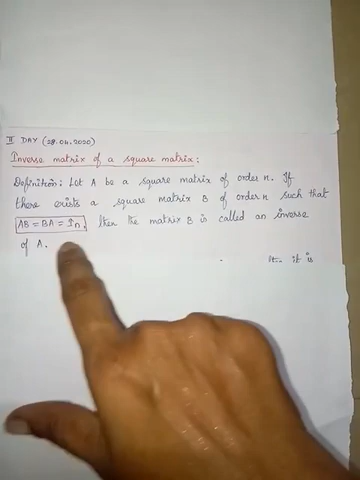 II DAY (28.04.2020)
Inverse matrix of a square matrix:
Definition: Let A be a square matrix of order n. If
there exists a square matrix B of order n such that
AB = BA = In, then the matrix B is called an inverse
of A.
it is